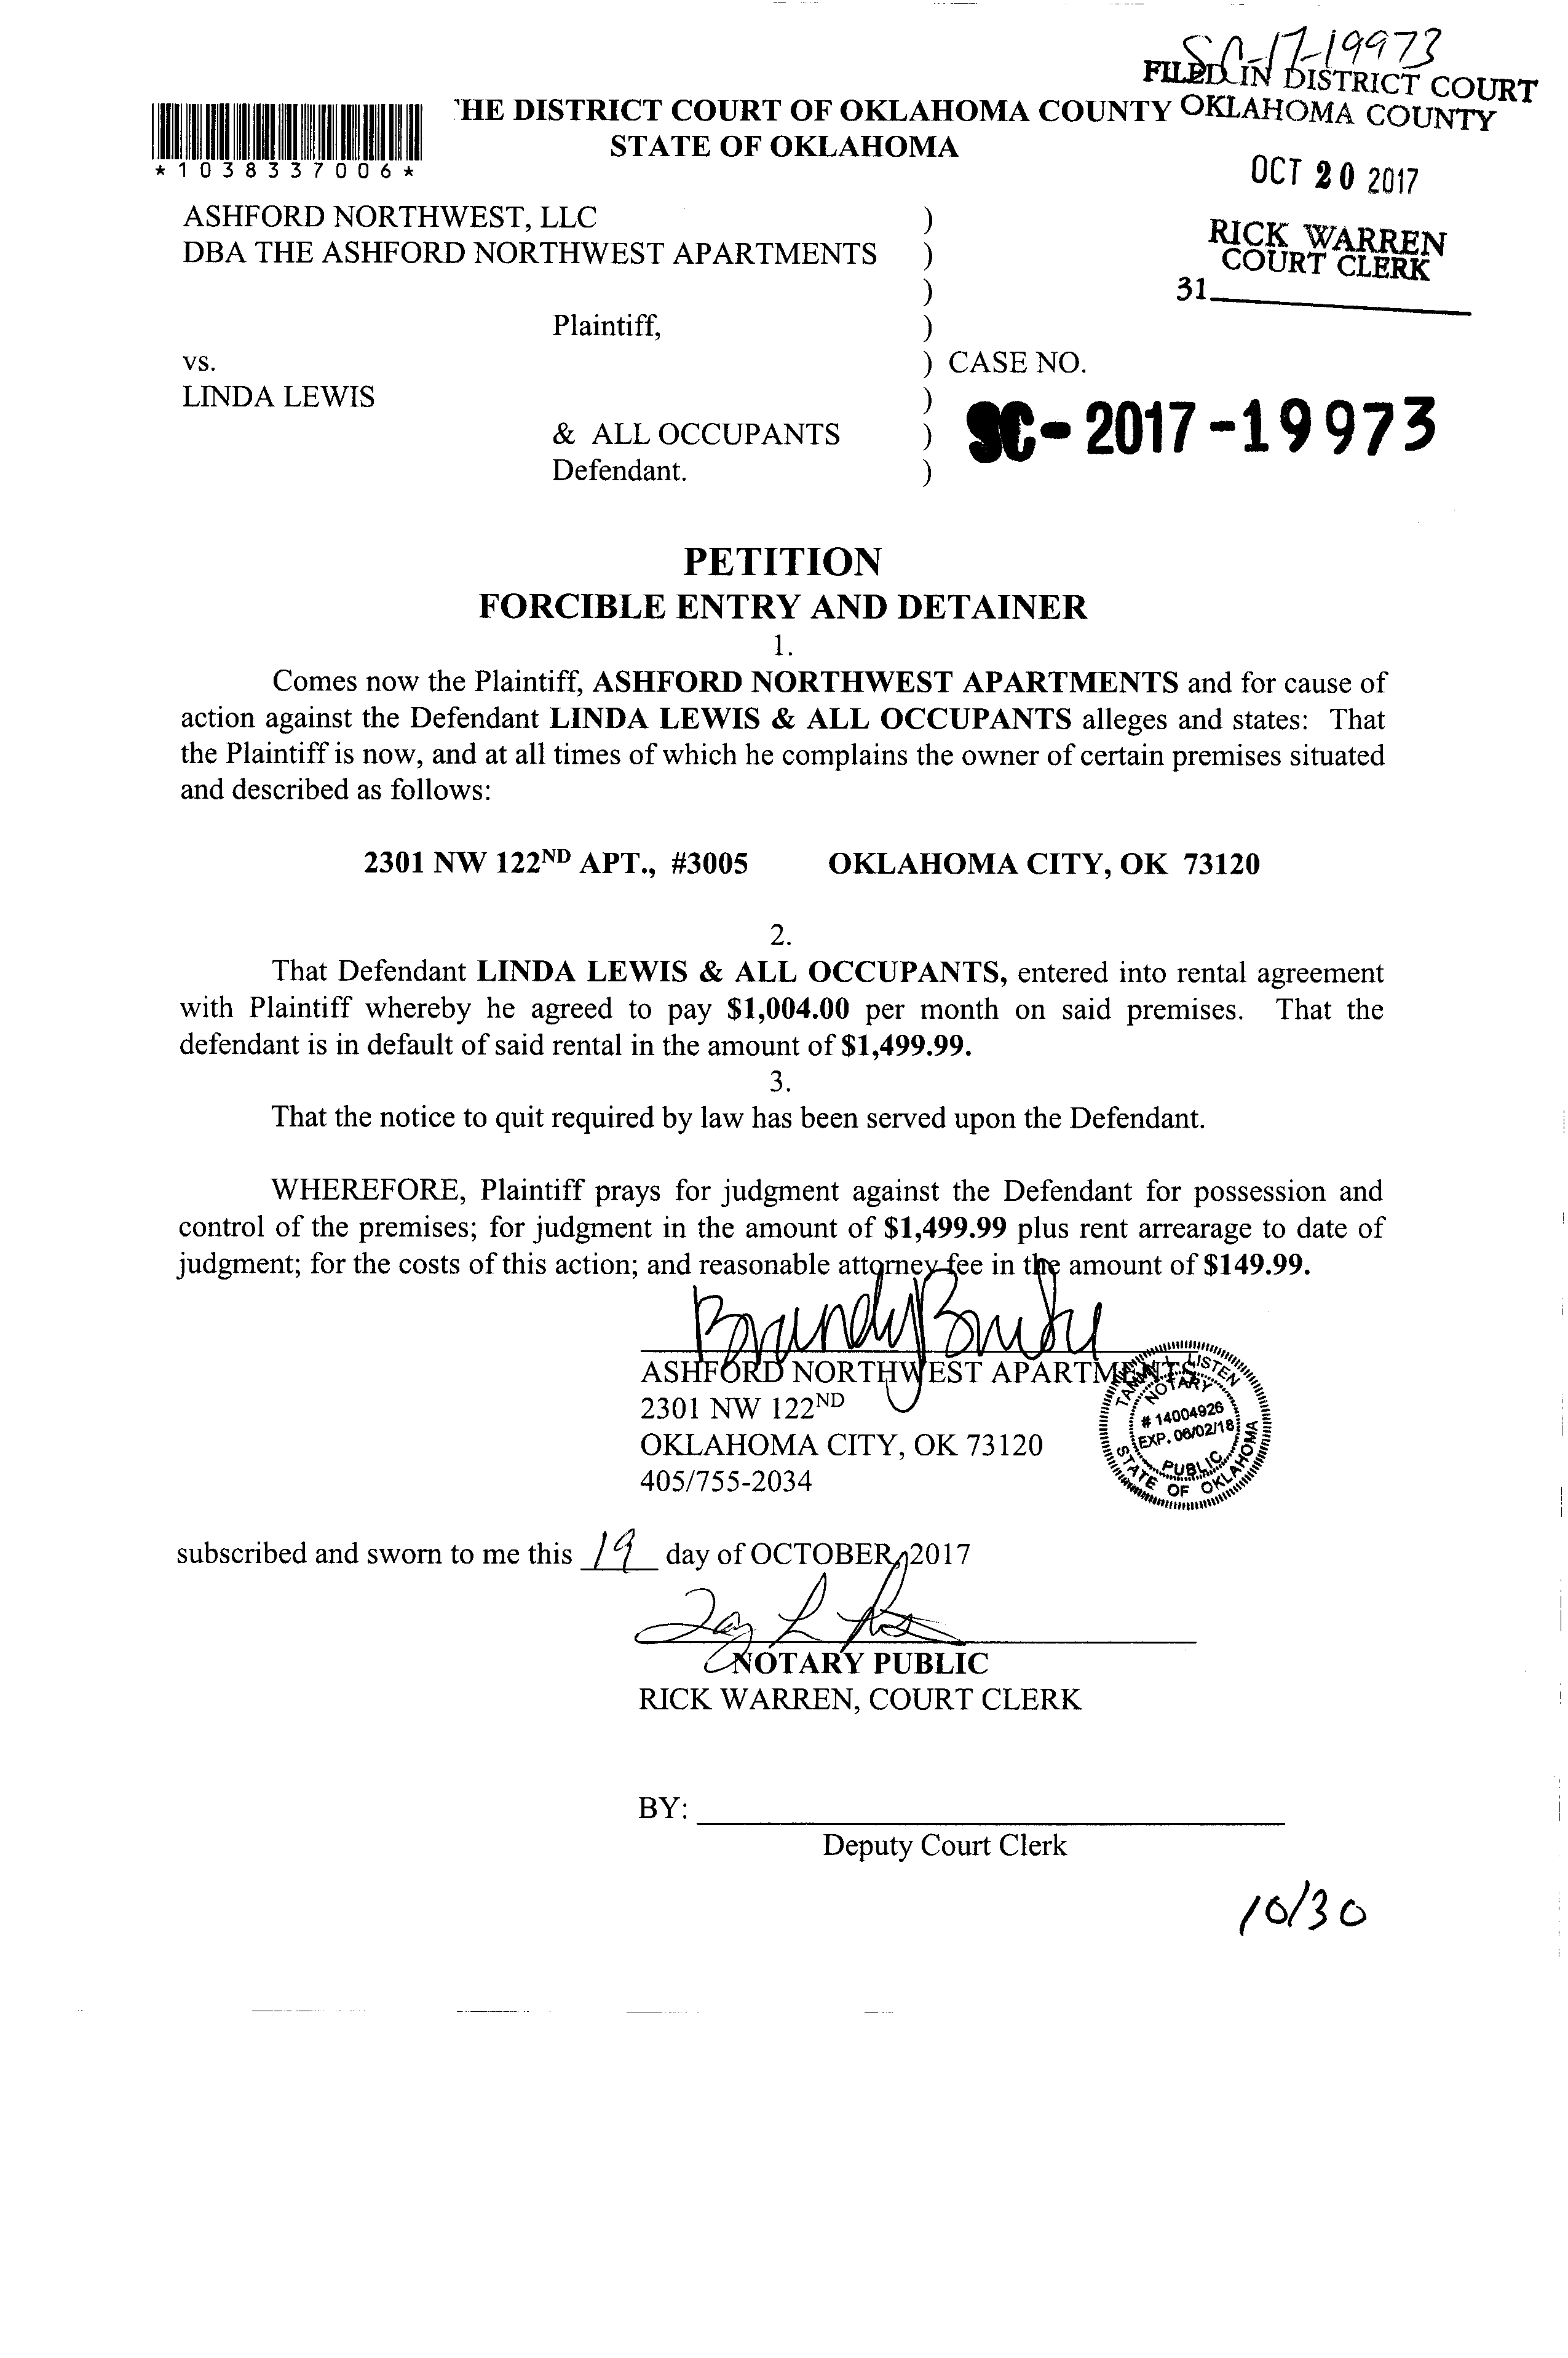 SC-17-19973
FILED IN DISTRICT COURT
OKLAHOMA COUNTY
'HE DISTRICT COURT OF OKLAHOMA COUNTY
STATE OF OKLAHOMA
*1038337006*
OCT 20 2017
RICK WARREN
COURT CLERK
31
ASHFORD NORTHWEST, LLC )
DBA THE ASHFORD NORTHWEST APARTMENTS )
)
Plaintiff, )
vs. ) CASE NO.
LINDA LEWIS )
& ALL OCCUPANTS ) SC-2017-19973
Defendant. )
PETITION
FORCIBLE ENTRY AND DETAINER
1.
Comes now the Plaintiff, ASHFORD NORTHWEST APARTMENTS and for cause of
action against the Defendant LINDA LEWIS & ALL OCCUPANTS alleges and states: That
the Plaintiff is now, and at all times of which he complains the owner of certain premises situated
and described as follows:
2301 NW 122ND APT., #3005 OKLAHOMA CITY, OK 73120
2.
That Defendant LINDA LEWIS & ALL OCCUPANTS, entered into rental agreement
with Plaintiff whereby he agreed to pay $1,004.00 per month on said premises. That the
defendant is in default of said rental in the amount of $1,499.99.
3.
That the notice to quit required by law has been served upon the Defendant.
WHEREFORE, Plaintiff prays for judgment against the Defendant for possession and
control of the premises; for judgment in the amount of $1,499.99 plus rent arrearage to date of
judgment; for the costs of this action; and reasonable attorney fee in the amount of $149.99.
Brandy
ASHFORD NORTHWEST APARTMENTS
2301 NW 122ND
OKLAHOMA CITY, OK 73120
405/755-2034
LISTEN
NOTARY
# 14004926
EXP. 06/02/18
PUBLIC
STATE OF OKLAHOMA
subscribed and sworn to me this 19 day of OCTOBER, 2017
NOTARY PUBLIC
RICK WARREN, COURT CLERK
BY:
Deputy Court Clerk
10/30